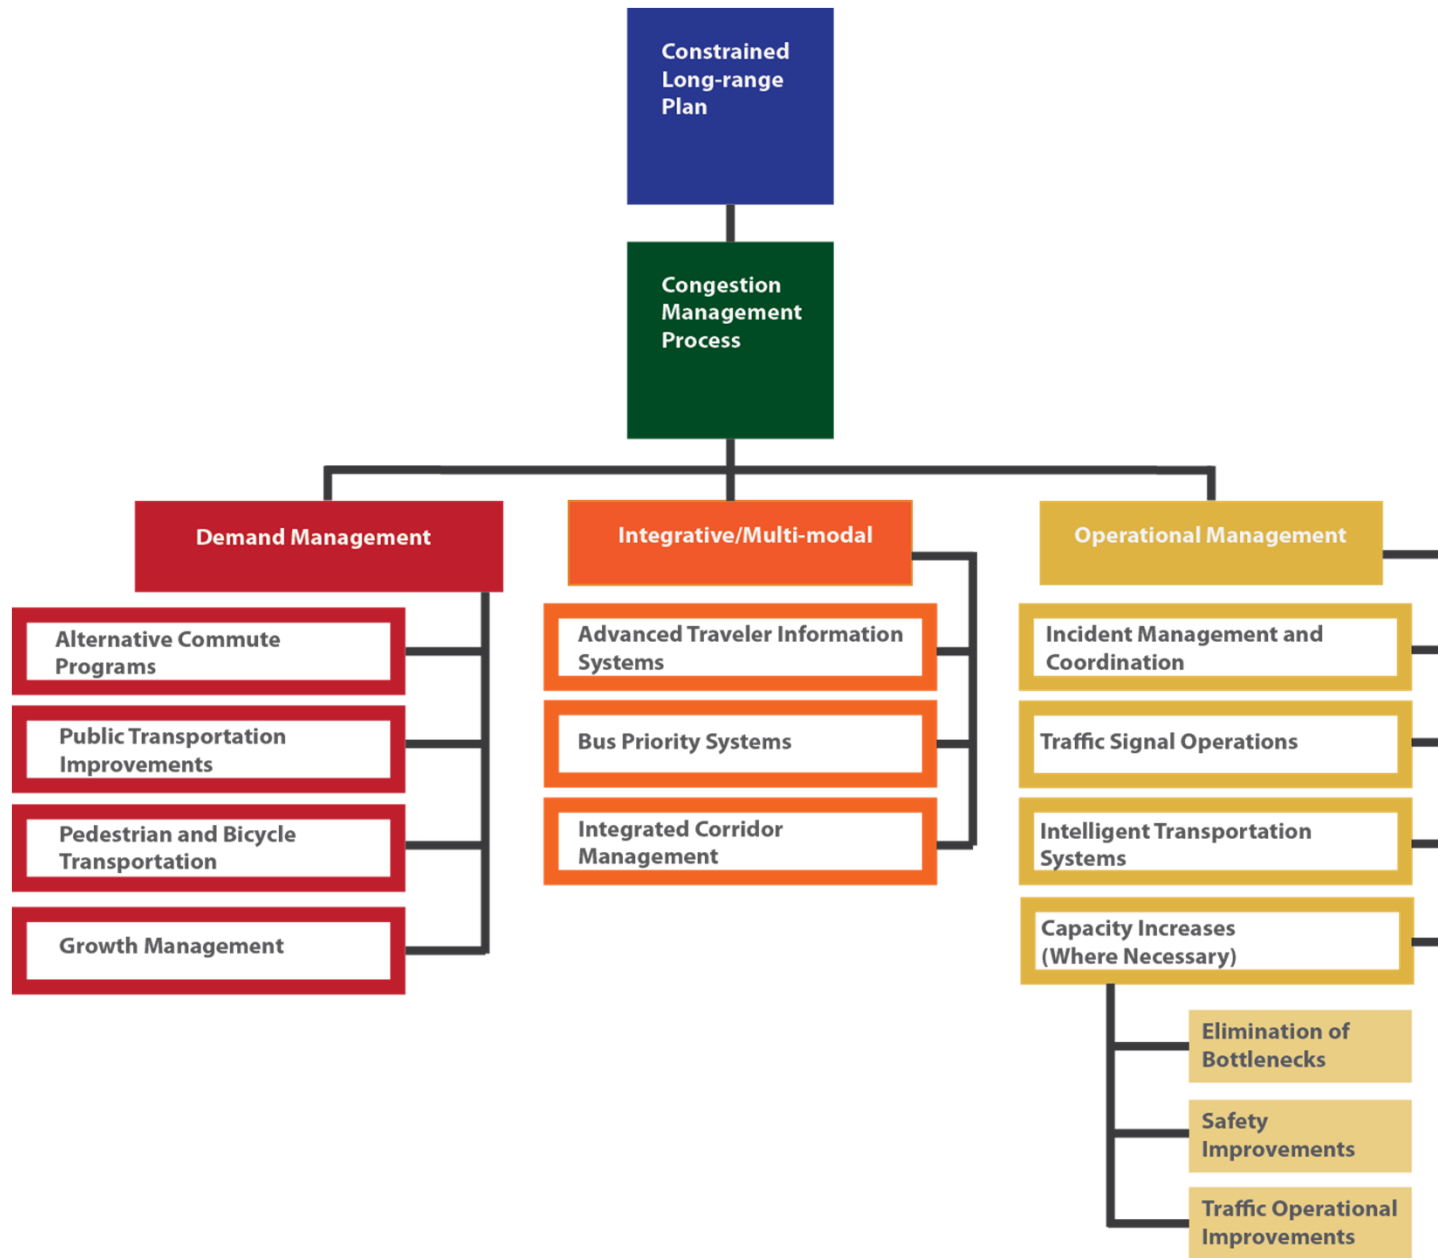 Constrained
Long-range
Plan
Congestion
Management
Process
Demand Management
Alternative Commute
Programs
Public Transportation
Improvements
Pedestrian and Bicycle
Transportation
Growth Management
Integrative/Multi-modal
Advanced Traveler Information
Systems
Bus Priority Systems
Integrated Corridor
Management
Operational Management
Incident Management and
Coordination
Traffic Signal Operations
Intelligent Transportation
Systems
Capacity Increases
(Where Necessary)
Elimination of
Bottlenecks
Safety
Improvements
Traffic Operational
Improvements